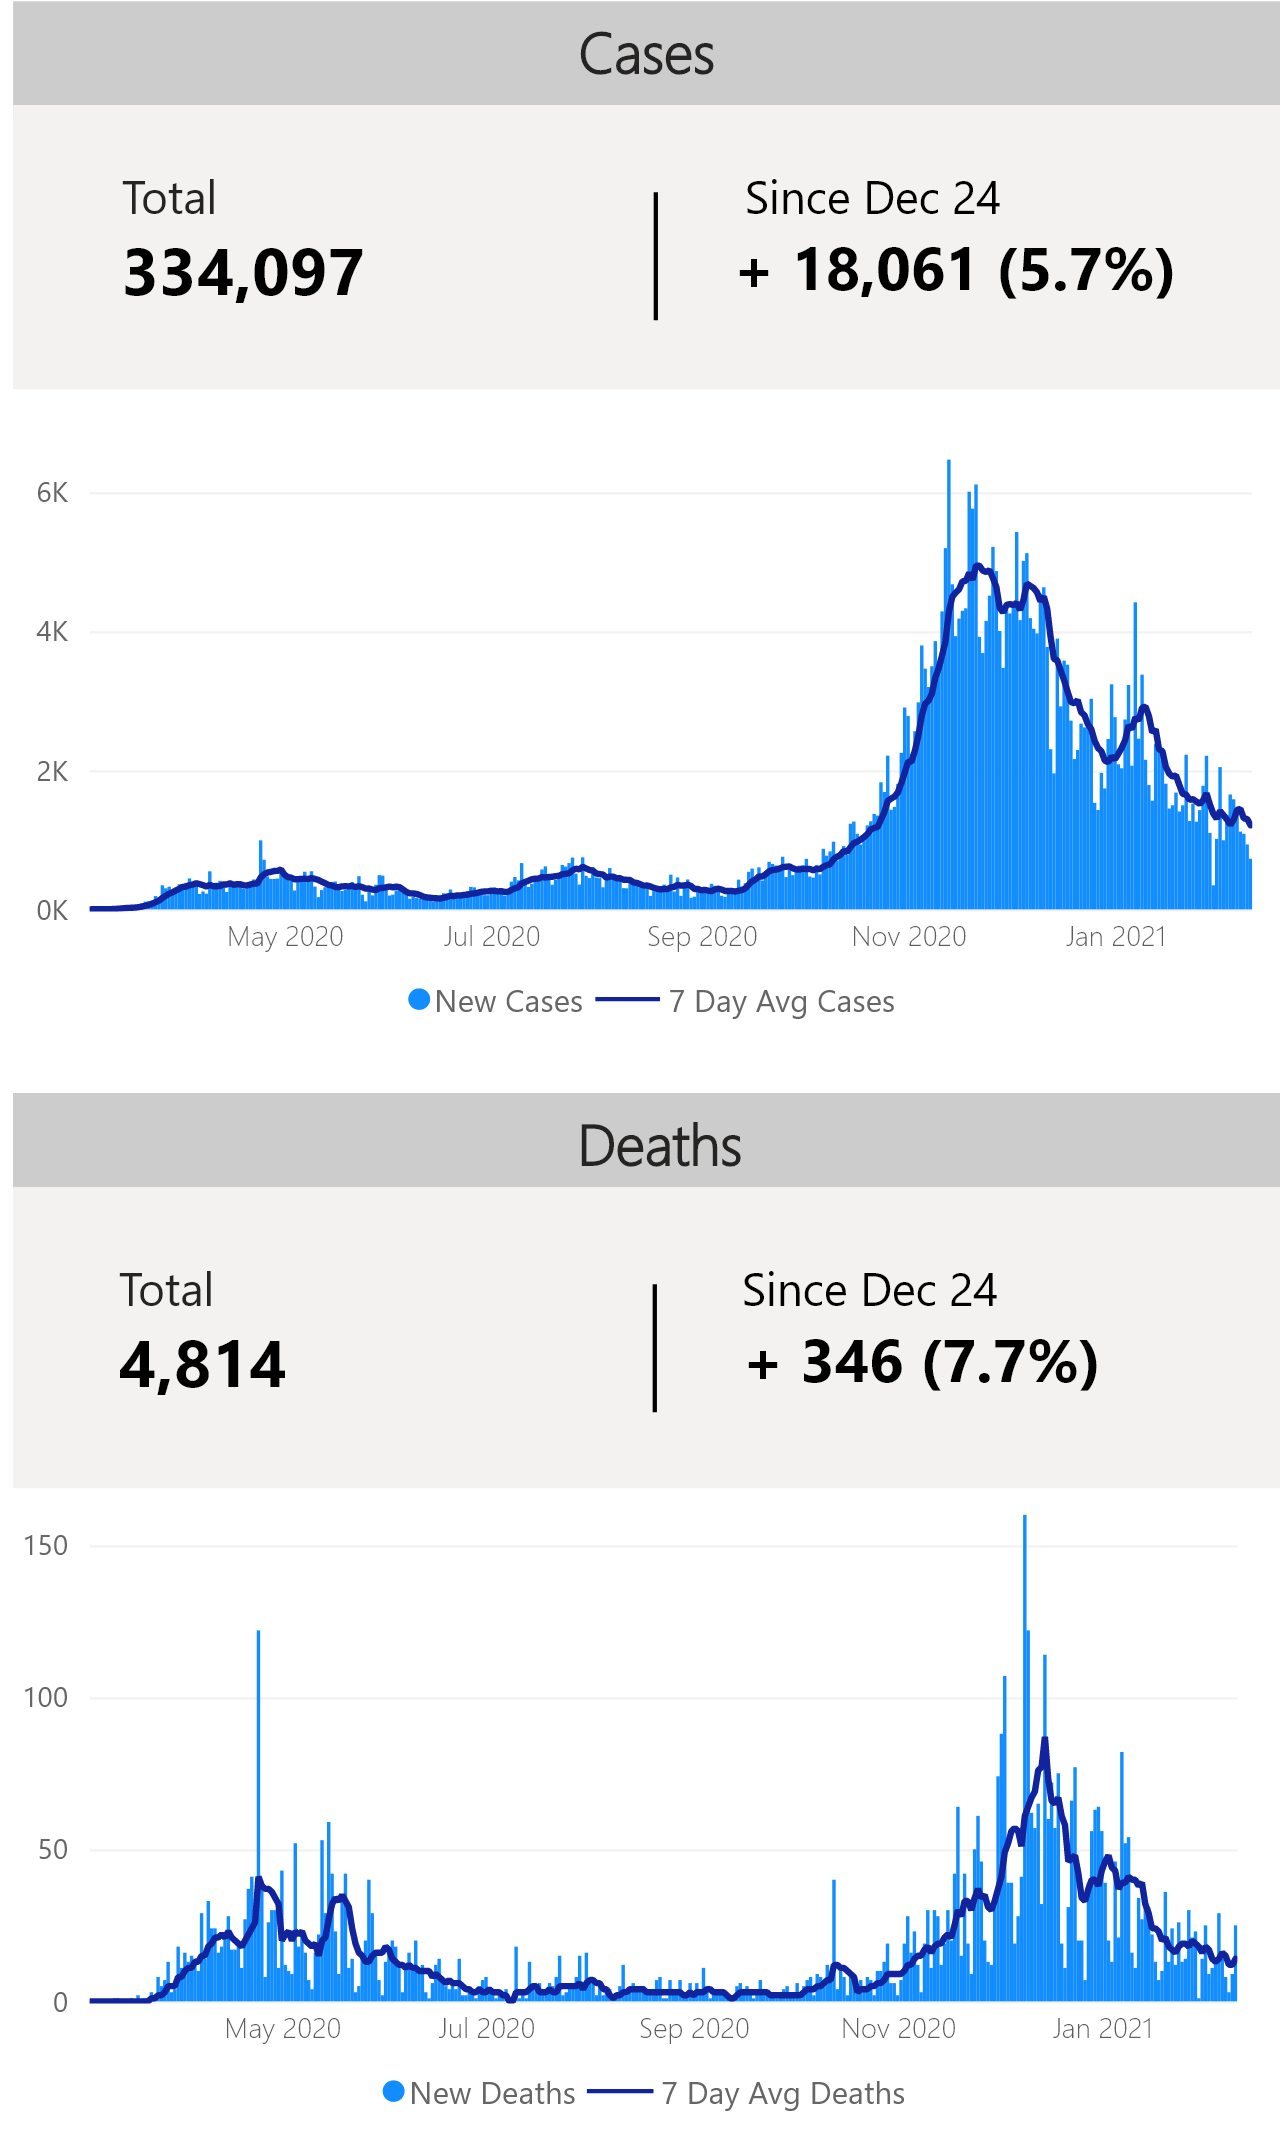 Cases
Total
Since Dec 24
334,097
+ 18,061 (5.7%)
6K
4K
2K
0K
May 2020
Jul 2020
Sep 2020
Nov 2020
Jan 2021
New Cases
7 Day Avg Cases
Deaths
Total
Since Dec 24
4,814
+ 346 (7.7%)
150
100
50
0
May 2020
Jul 2020
Sep 2020
Nov 2020
Jan 2021
New Deaths
7 Day Avg Deaths